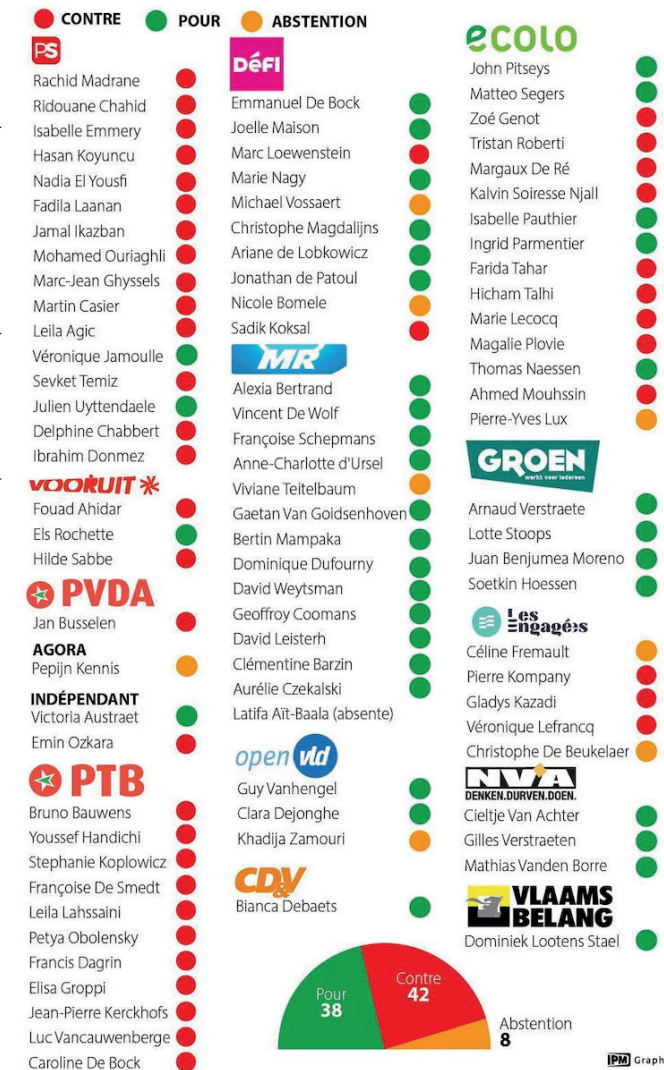 CONTRE
POUR
ABSTENTION
PS
Rachid Madrane
Ridouane Chahid
Isabelle Emmery
Hasan Koyuncu
Nadia El Yousfi
Fadila Laanan
Jamal Ikazban
Mohamed Ouriaghli
Marc-Jean Ghyssels
Martin Casier
Leila Agic
Véronique Jamoulle
Sevket Temiz
Julien Uyttendaele
Delphine Chabbert
Ibrahim Donmez
VOORUIT
Fouad Ahidar
Els Rochette
Hilde Sabbe
PVDA
Jan Busselen
AGORA
Pepijn Kennis
INDÉPENDANT
Victoria Austraet
Emin Ozkara
PTB
Bruno Bauwens
Youssef Handichi
Stephanie Koplowicz
Françoise De Smedt
Leila Lahssaini
Petya Obolensky
Francis Dagrin
Elisa Groppi
Jean-Pierre Kerckhofs
Luc Vancauwenberge
Caroline De Bock
DéFI
Emmanuel De Bock
Joelle Maison
Marc Loewenstein
Marie Nagy
Michael Vossaert
Christophe Magdalijns
Ariane de Lobkowicz
Jonathan de Patoul
Nicole Bomele
Sadik Koksal
MR
Alexia Bertrand
Vincent De Wolf
Françoise Schepmans
Anne-Charlotte d'Ursel
Viviane Teitelbaum
Gaetan Van Goidsenhoven
Bertin Mampaka
Dominique Dufourny
David Weytsman
Geoffroy Coomans
David Leisterh
Clémentine Barzin
Aurélie Czekalski
Latifa Aït-Baala (absente)
open vld
Guy Vanhengel
Clara Dejonghe
Khadija Zamouri
CD&V
Bianca Debaets
ecolo
John Pitseys
Matteo Segers
Zoé Genot
Tristan Roberti
Margaux De Ré
Kalvin Soiresse Njall
Isabelle Pauthier
Ingrid Parmentier
Farida Tahar
Hicham Talhi
Marie Lecocq
Magalie Plovie
Thomas Naessen
Ahmed Mouhssin
Pierre-Yves Lux
GROEN
werkt voor iedereen
Arnaud Verstraete
Lotte Stoops
Juan Benjumea Moreno
Soetkin Hoessen
Les
Engagé·s
Céline Fremault
Pierre Kompany
Gladys Kazadi
Véronique Lefrancq
Christophe De Beukelaer
N-VA
DENKEN.DURVEN.DOEN.
Cieltje Van Achter
Gilles Verstraeten
Mathias Vanden Borre
VLAAMS
BELANG
Dominiek Lootens Stael
Pour
38
Contre
42
Abstention
8
IPM Graph